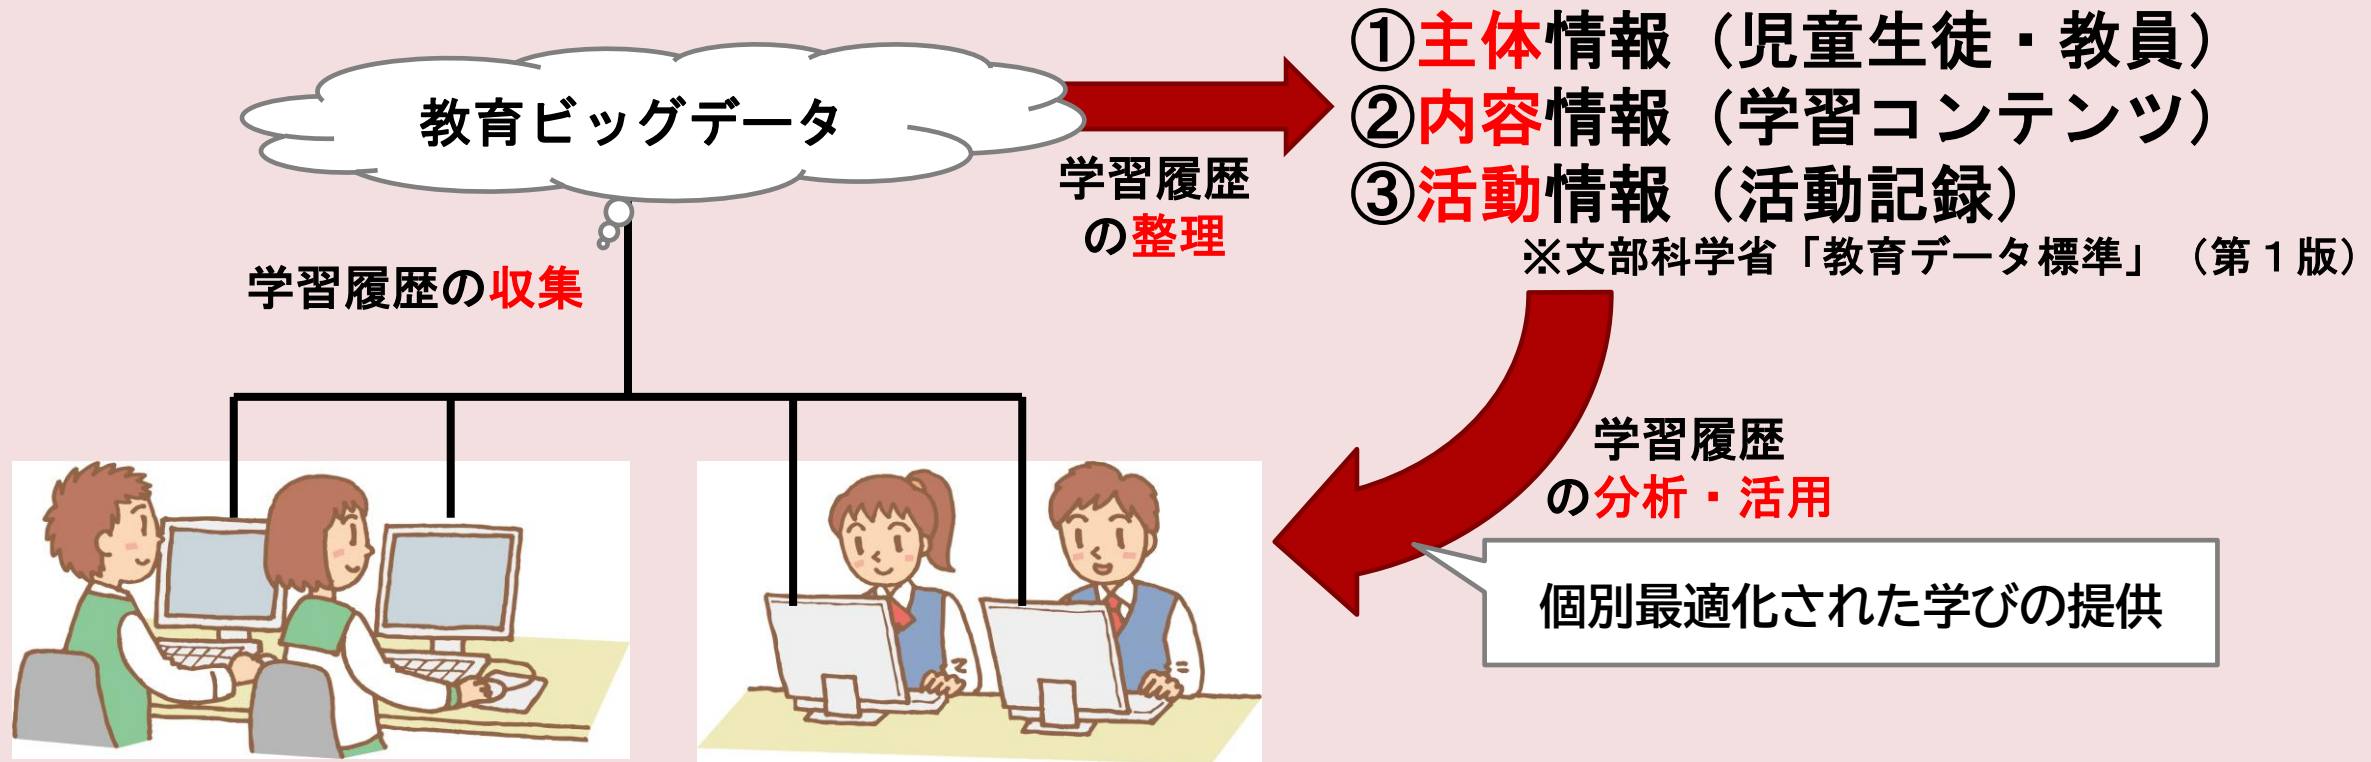 教育ビッグデータ
学習履歴の収集
学習履歴
の整理
①主体情報（児童生徒・教員）
②内容情報（学習コンテンツ）
③活動情報（活動記録）
※文部科学省「教育データ標準」（第１版）
学習履歴
の分析・活用
個別最適化された学びの提供